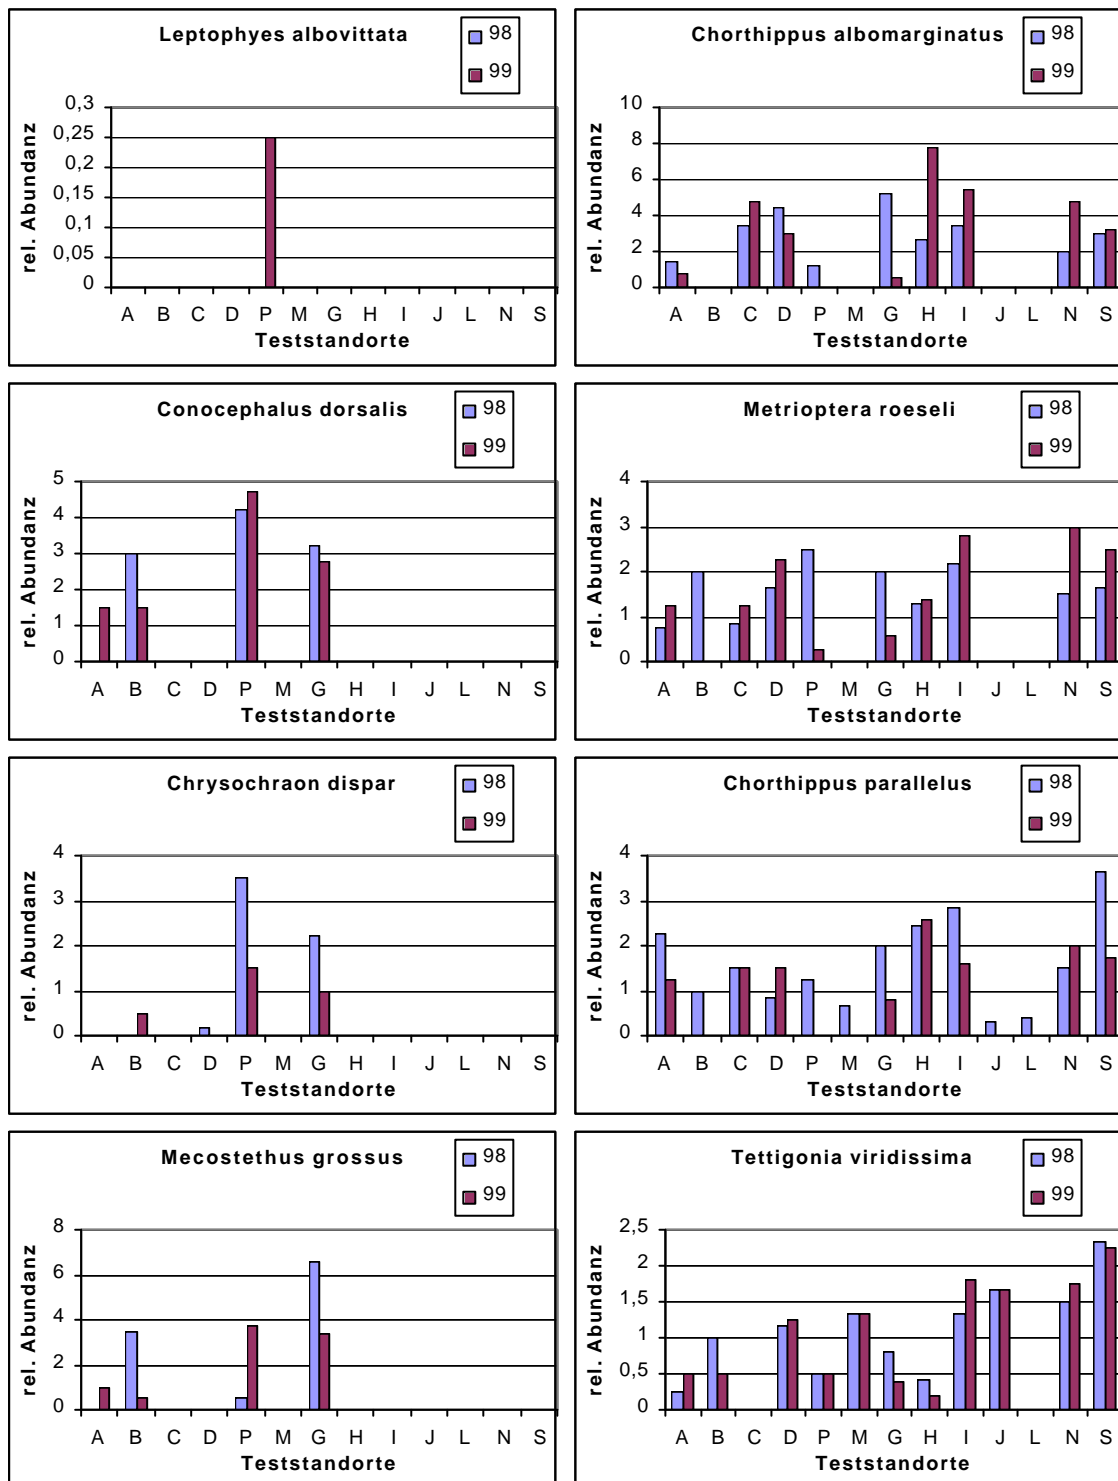 Leptophyes albovittata
98
99
rel. Abundanz
0,3
0,25
0,2
0,15
0,1
0,05
0
A B C D P M G H I J L N S
Teststandorte
Chorthippus albomarginatus
98
99
rel. Abundanz
10
8
6
4
2
0
A B C D P M G H I J L N S
Teststandorte
Conocephalus dorsalis
98
99
rel. Abundanz
5
4
3
2
1
0
A B C D P M G H I J L N S
Teststandorte
Metrioptera roeseli
98
99
rel. Abundanz
4
3
2
1
0
A B C D P M G H I J L N S
Teststandorte
Chrysochraon dispar
98
99
rel. Abundanz
4
3
2
1
0
A B C D P M G H I J L N S
Teststandorte
Chorthippus parallelus
98
99
rel. Abundanz
4
3
2
1
0
A B C D P M G H I J L N S
Teststandorte
Mecostethus grossus
98
99
rel. Abundanz
8
6
4
2
0
A B C D P M G H I J L N S
Teststandorte
Tettigonia viridissima
98
99
rel. Abundanz
2,5
2
1,5
1
0,5
0
A B C D P M G H I J L N S
Teststandorte